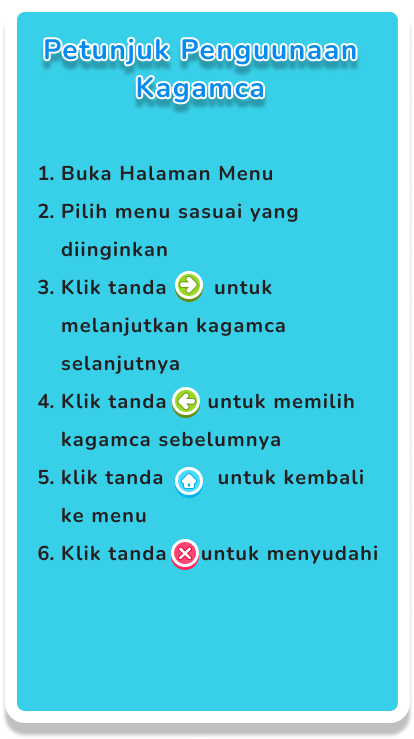 Petunjuk Penguunaan
Kagamca
1. Buka Halaman Menu
2. Pilih menu sasuai yang
diinginkan
3. Klik tanda untuk
melanjutkan kagamca
selanjutnya
4. Klik tanda untuk memilih
kagamca sebelumnya
5. klik tanda untuk kembali
ke menu
6. Klik tanda untuk menyudahi